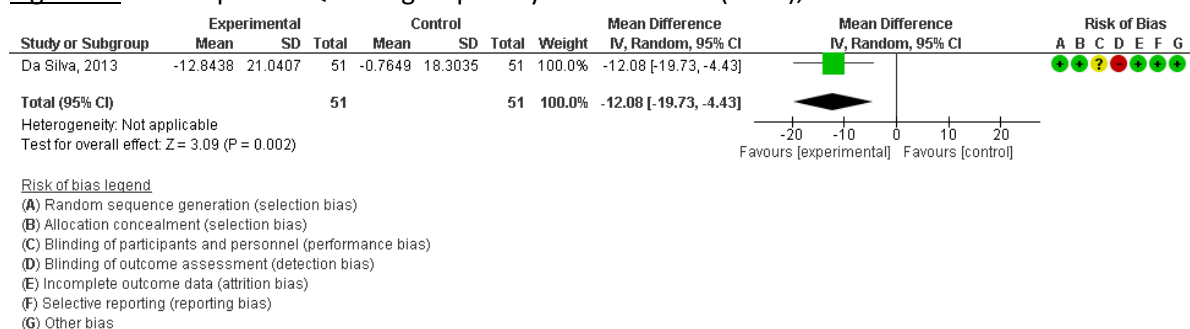 Experimental Control Mean Difference Mean Difference Risk of Bias
Study or Subgroup Mean SD Total Mean SD Total Weight IV, Random, 95% CI IV, Random, 95% CI A B C D E F G
Da Silva, 2013 -12.8438 21.0407 51 -0.7649 18.3035 51 100.0% -12.08 [-19.73, -4.43] + + ? - + + +
Total (95% CI) 51 51 100.0% -12.08 [-19.73, -4.43]
Heterogeneity: Not applicable
Test for overall effect: Z = 3.09 (P = 0.002)
-20 -10 0 10 20
Favours [experimental] Favours [control]
Risk of bias legend
(A) Random sequence generation (selection bias)
(B) Allocation concealment (selection bias)
(C) Blinding of participants and personnel (performance bias)
(D) Blinding of outcome assessment (detection bias)
(E) Incomplete outcome data (attrition bias)
(F) Selective reporting (reporting bias)
(G) Other bias